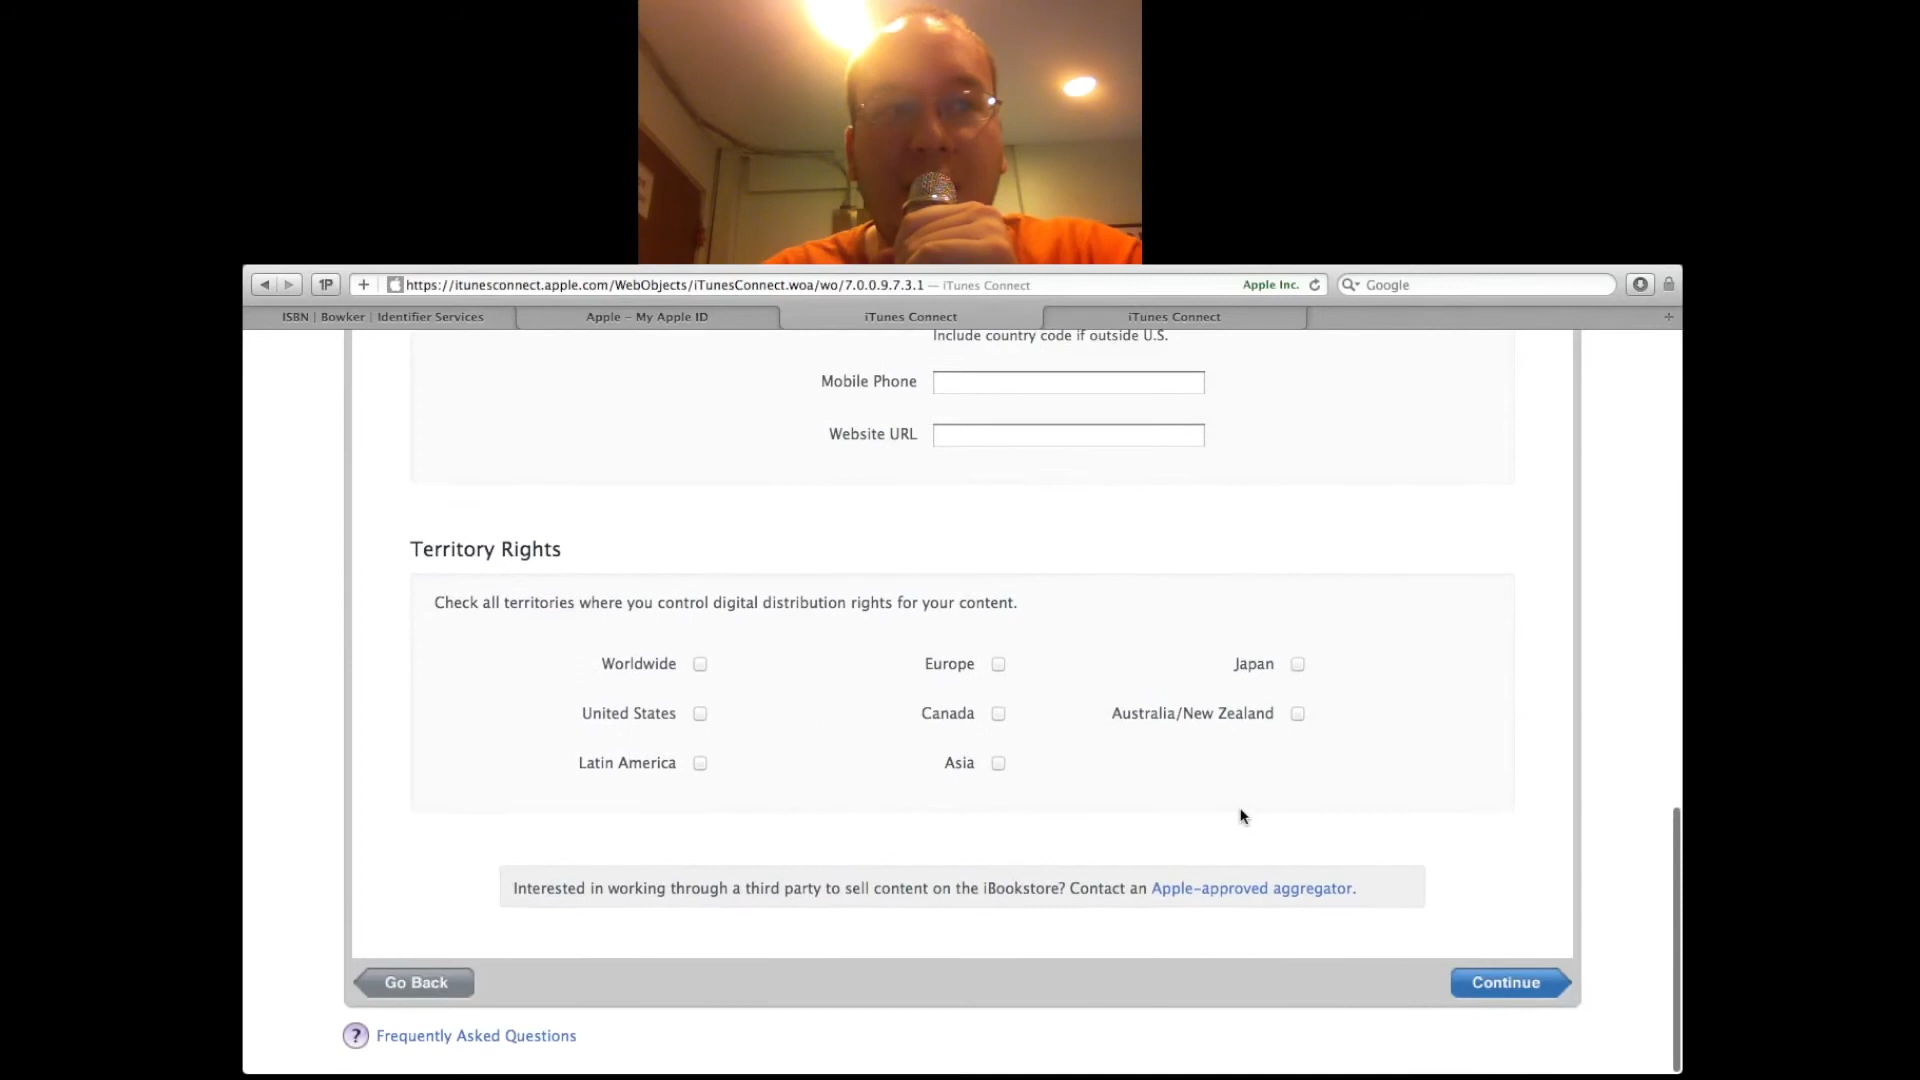 1P + https://itunesconnect.apple.com/WebObjects/iTunesConnect.woa/wo/7.0.0.9.7.3.1 — iTunes Connect Apple Inc. Google
ISBN | Bowker | Identifier Services Apple – My Apple ID iTunes Connect iTunes Connect +
Include country code if outside U.S.
Mobile Phone
Website URL
Territory Rights
Check all territories where you control digital distribution rights for your content.
Worldwide Europe Japan
United States Canada Australia/New Zealand
Latin America Asia
Interested in working through a third party to sell content on the iBookstore? Contact an Apple-approved aggregator.
Go Back Continue
? Frequently Asked Questions